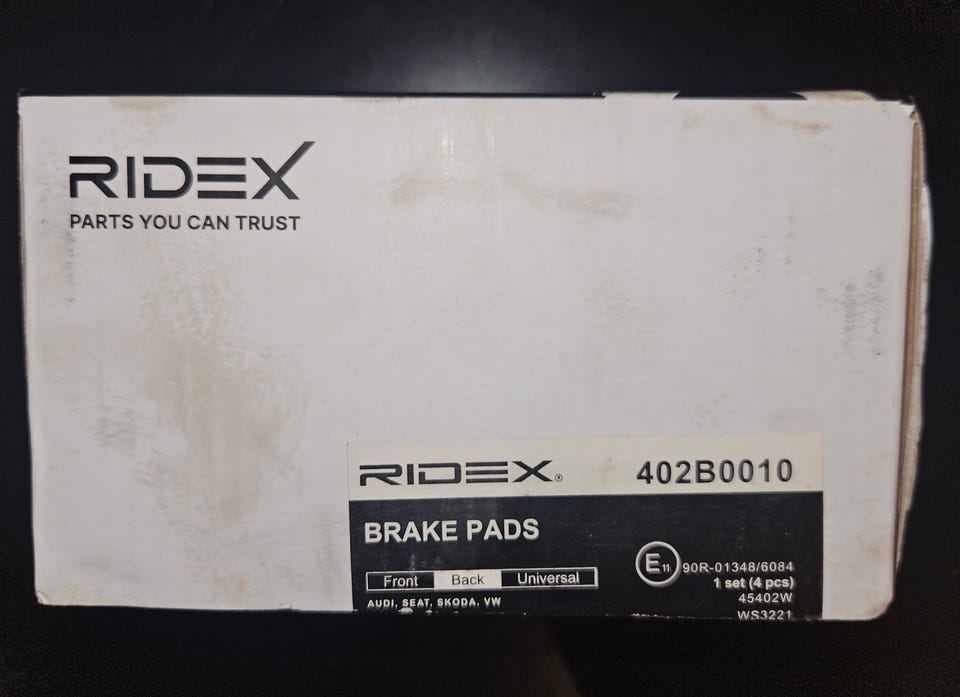 RIDEX
PARTS YOU CAN TRUST
RIDEX® 402B0010
BRAKE PADS
Front Back Universal
E11 90R-01348/6084
1 set (4 pcs)
AUDI, SEAT, SKODA, VW
45402W
WS3221